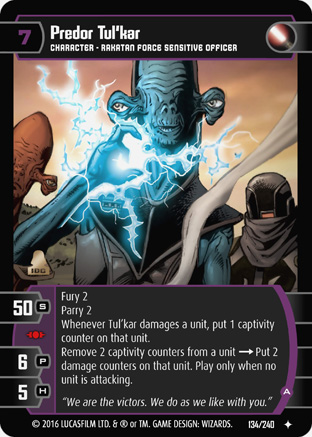 7
Predor Tul'kar
CHARACTER - RAKATAN FORCE SENSITIVE OFFICER
IDC
50 S
6 P
5 H
Fury 2
Parry 2
Whenever Tul'kar damages a unit, put 1 captivity
counter on that unit.
Remove 2 captivity counters from a unit → Put 2
damage counters on that unit. Play only when no
unit is attacking.
“We are the victors. We do as we like with you.”
A
© 2016 LUCASFILM LTD. & ® or TM. GAME DESIGN: WIZARDS. 134/240